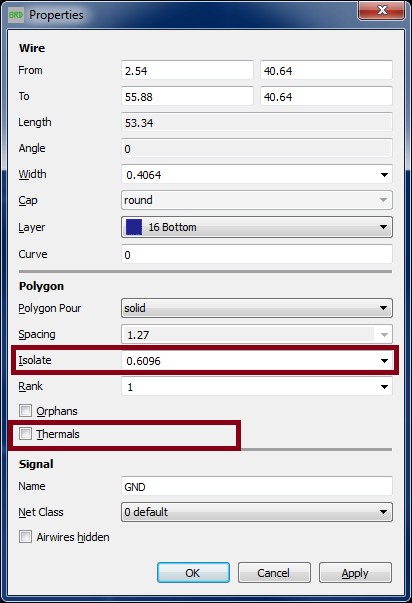 BRD Properties
Wire
From 2.54 40.64
To 55.88 40.64
Length 53.34
Angle 0
Width 0.4064
Cap round
Layer 16 Bottom
Curve 0
Polygon
Polygon Pour solid
Spacing 1.27
Isolate 0.6096
Rank 1
Orphans
Thermals
Signal
Name GND
Net Class 0 default
Airwires hidden
OK Cancel Apply